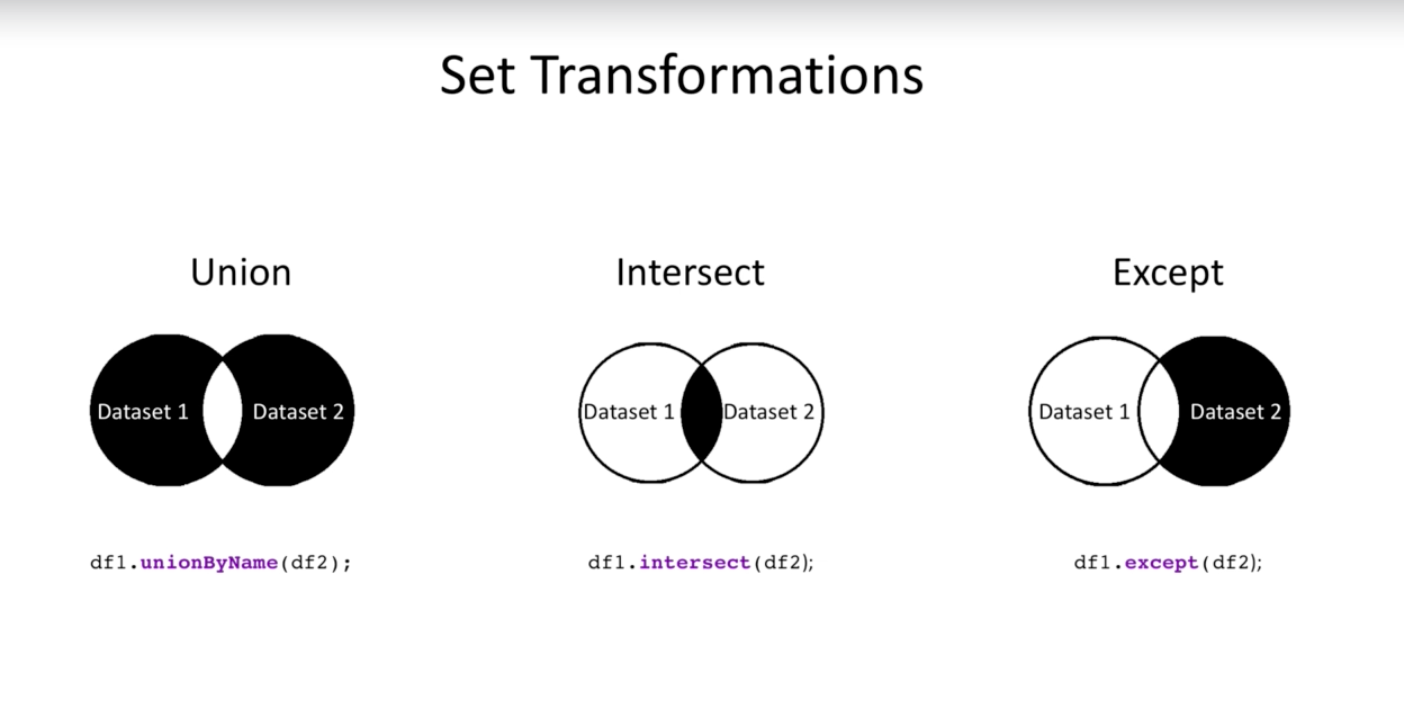 Set Transformations
Union
Intersect
Except
Dataset 1
Dataset 2
Dataset 1
Dataset 2
Dataset 1
Dataset 2
df1.unionByName(df2);
df1.intersect(df2);
df1.except(df2);